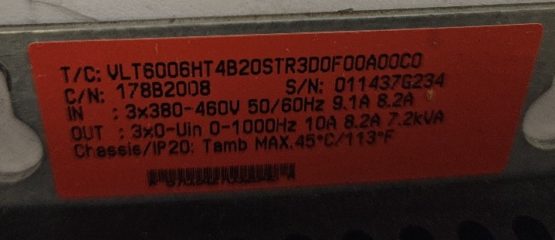 T/C: VLT6006HT4B20STR3D0F00A00C0
C/N: 178B2008 S/N: 011437G234
IN : 3x380-460V 50/60Hz 9.1A 8.2A
OUT : 3x0-Uin 0-1000Hz 10A 8.2A 7.2kVA
Chassis/IP20: Tamb MAX.45°C/113°F